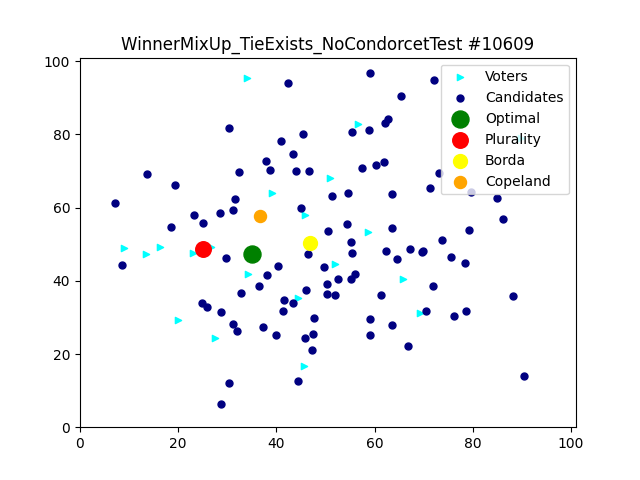 WinnerMixUp_TieExists_NoCondorcetTest #10609
Voters
Candidates
Optimal
Plurality
Borda
Copeland
100
80
60
40
20
0
0 20 40 60 80 100